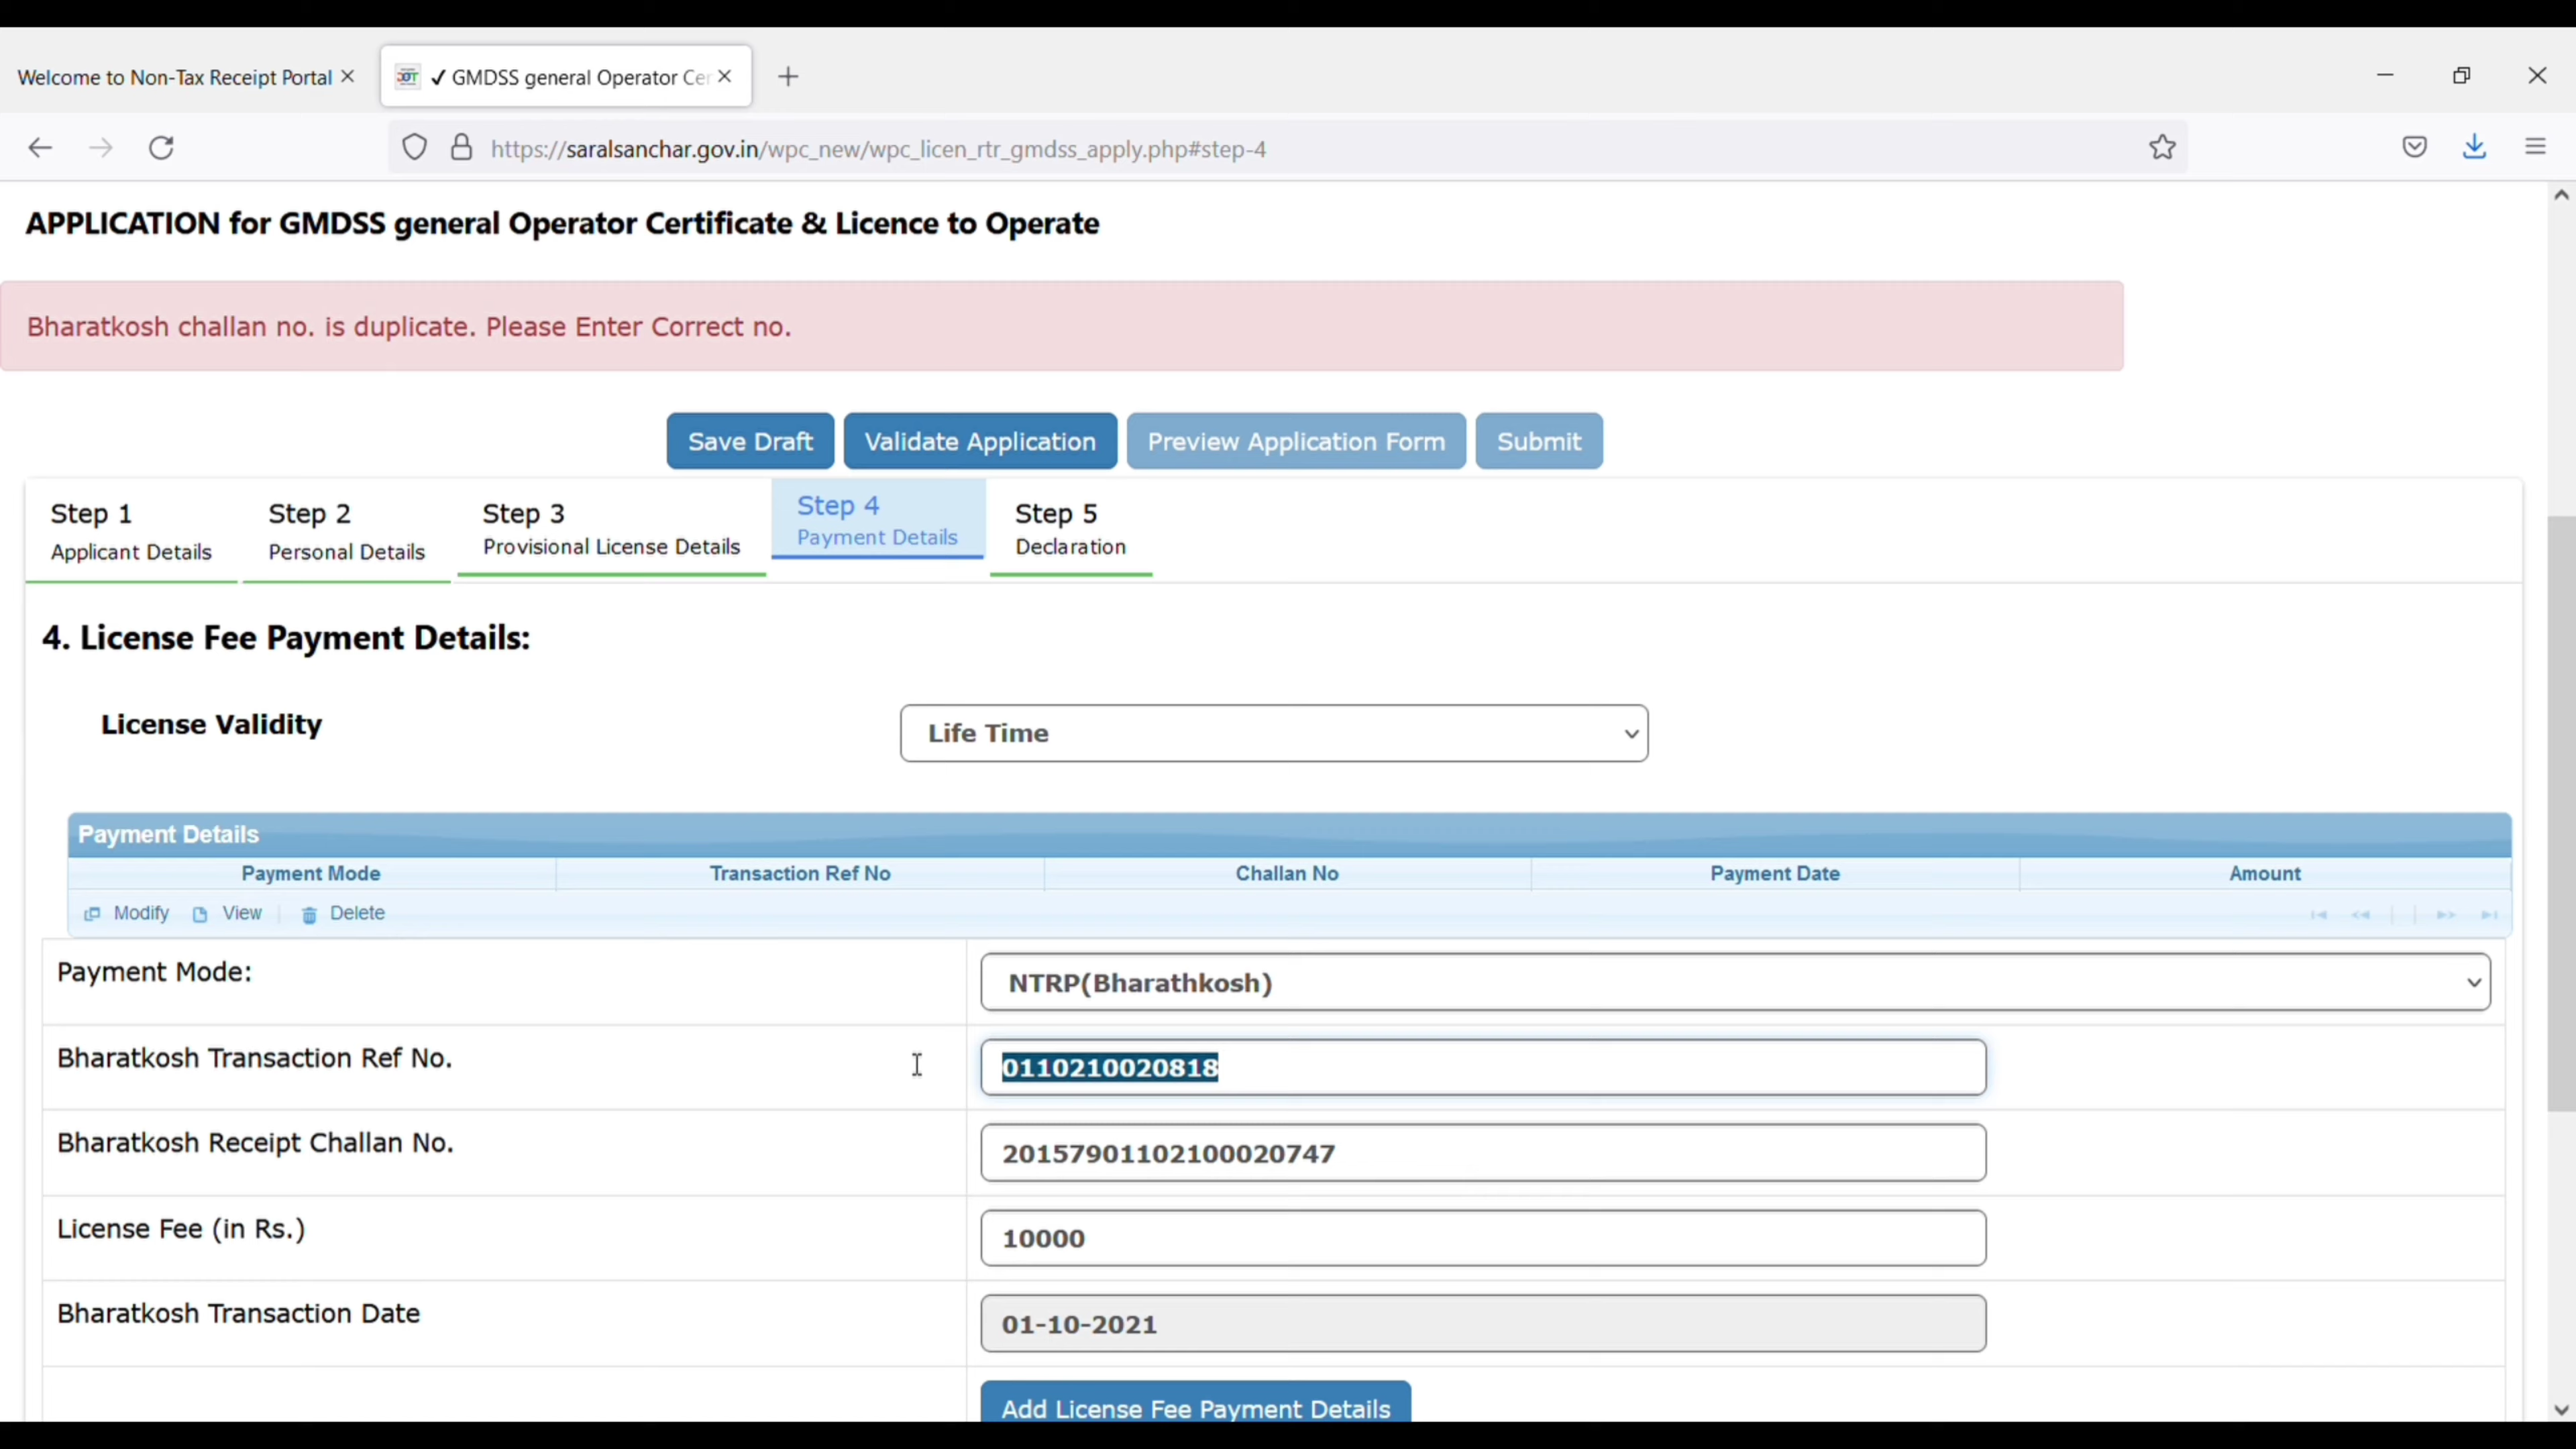 Welcome to Non-Tax Receipt Portal
✓ GMDSS general Operator Cer
https://saralsanchar.gov.in/wpc_new/wpc_licen_rtr_gmdss_apply.php#step-4
APPLICATION for GMDSS general Operator Certificate & Licence to Operate
Bharatkosh challan no. is duplicate. Please Enter Correct no.
Save Draft Validate Application Preview Application Form Submit
Step 1 Step 2 Step 3 Step 4 Step 5
Applicant Details Personal Details Provisional License Details Payment Details Declaration
4. License Fee Payment Details:
License Validity Life Time
Payment Details
Payment Mode Transaction Ref No Challan No Payment Date Amount
Modify View Delete
Payment Mode: NTRP(Bharathkosh)
Bharatkosh Transaction Ref No. 0110210020818
Bharatkosh Receipt Challan No. 20157901102100020747
License Fee (in Rs.) 10000
Bharatkosh Transaction Date 01-10-2021
Add License Fee Payment Details